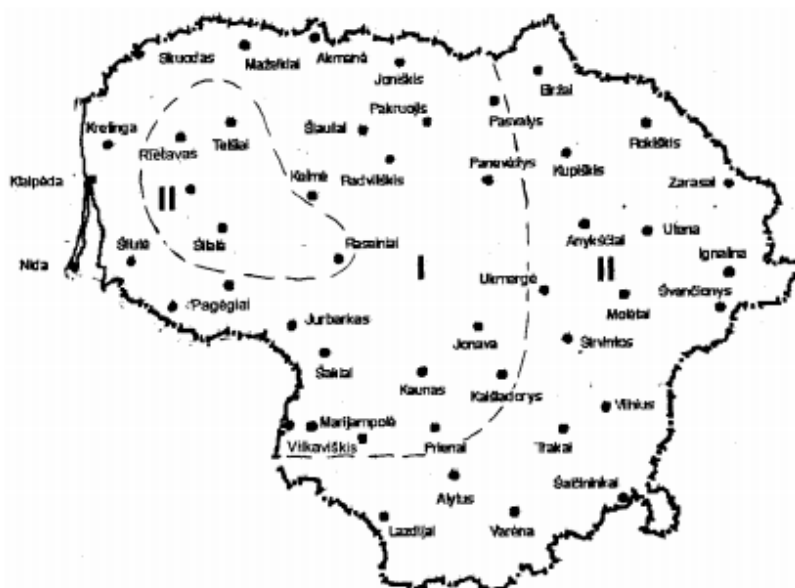 Skuodas
Mažeikiai
Akmenė
Joniškis
Biržai
Pakruojis
Pasvalys
Kretinga
Rietavas
Telšiai
Šiauliai
Rokiškis
Radviliškis
Panevėžys
Kupiškis
Klaipėda
Kelmė
Zarasai
II
Anykščiai
Utena
Šilutė
Šilalė
Raseiniai
Ignalina
Nida
I
II
Ukmergė
Švenčionys
Pagėgiai
Molėtai
Jurbarkas
Jonava
Širvintos
Šakiai
Kaunas
Kaišiadorys
Vilnius
Marijampolė
Vilkaviškis
Prienai
Trakai
Alytus
Šalčininkai
Lazdijai
Varėna